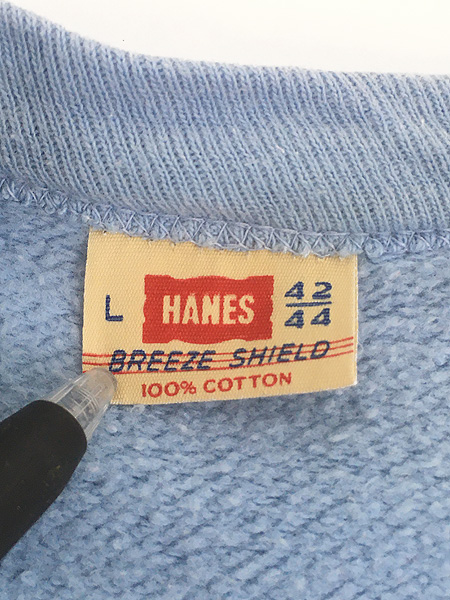 L HANES 42/44
BREEZE SHIELD
100% COTTON